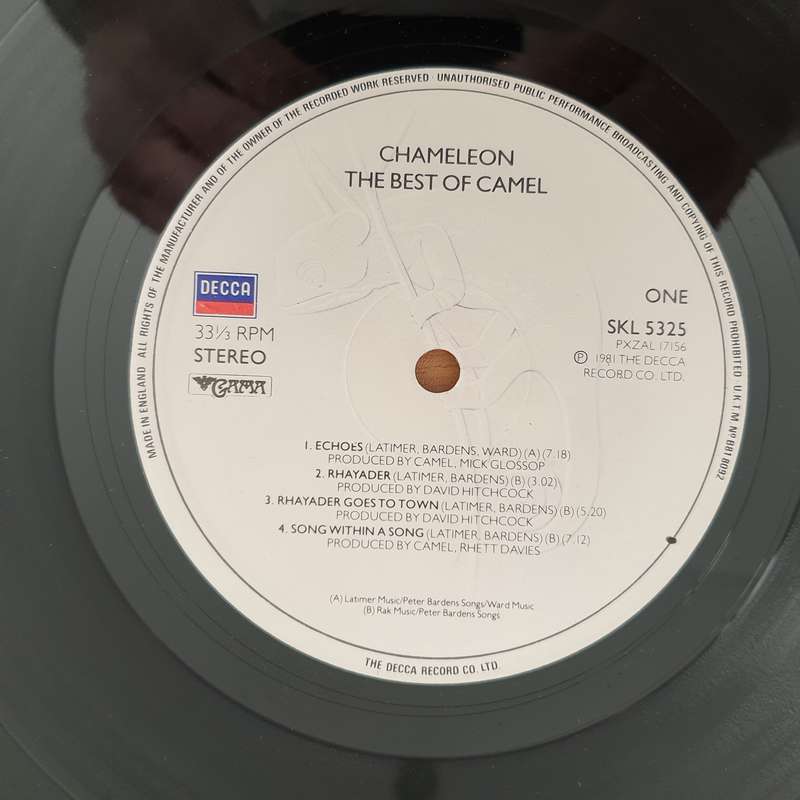 MADE IN ENGLAND · ALL RIGHTS OF THE MANUFACTURER AND OF THE OWNER OF THE RECORDED WORK RESERVED · UNAUTHORISED PUBLIC PERFORMANCE BROADCASTING AND COPYING OF THIS RECORD PROHIBITED · U.K.T.M. Nº B818092
CHAMELEON
THE BEST OF CAMEL
DECCA
33⅓ RPM
STEREO
GAMA
ONE
SKL 5325
PXZAL 17156
℗ 1981 THE DECCA
RECORD CO. LTD.
1. ECHOES (LATIMER, BARDENS, WARD) (A) (7.18)
PRODUCED BY CAMEL, MICK GLOSSOP
2. RHAYADER (LATIMER, BARDENS) (B) (3.02)
PRODUCED BY DAVID HITCHCOCK
3. RHAYADER GOES TO TOWN (LATIMER, BARDENS) (B) (5.20)
PRODUCED BY DAVID HITCHCOCK
4. SONG WITHIN A SONG (LATIMER, BARDENS) (B) (7.12)
PRODUCED BY CAMEL, RHETT DAVIES
(A) Latimer Music/Peter Bardens Songs/Ward Music
(B) Rak Music/Peter Bardens Songs
THE DECCA RECORD CO. LTD.